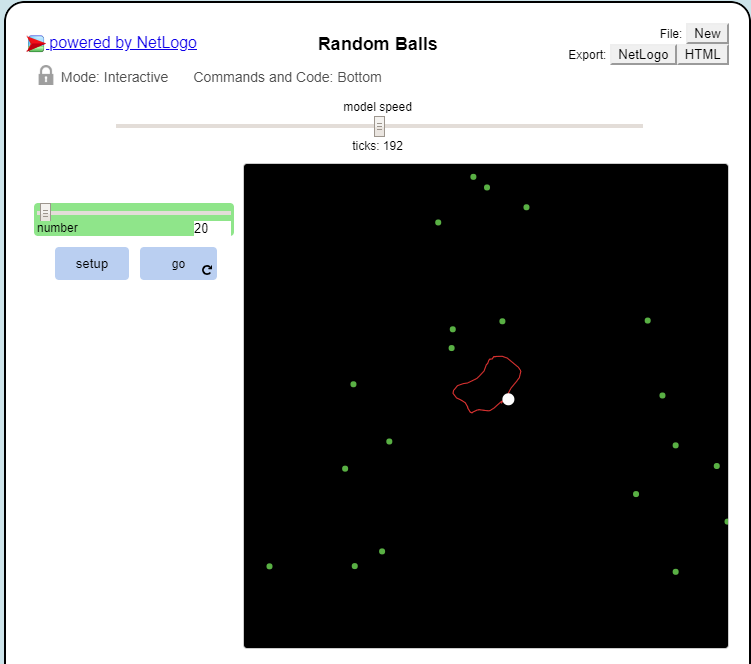 powered by NetLogo
Random Balls
File: New
Export: NetLogo HTML
Mode: Interactive Commands and Code: Bottom
model speed
ticks: 192
number 20
setup go